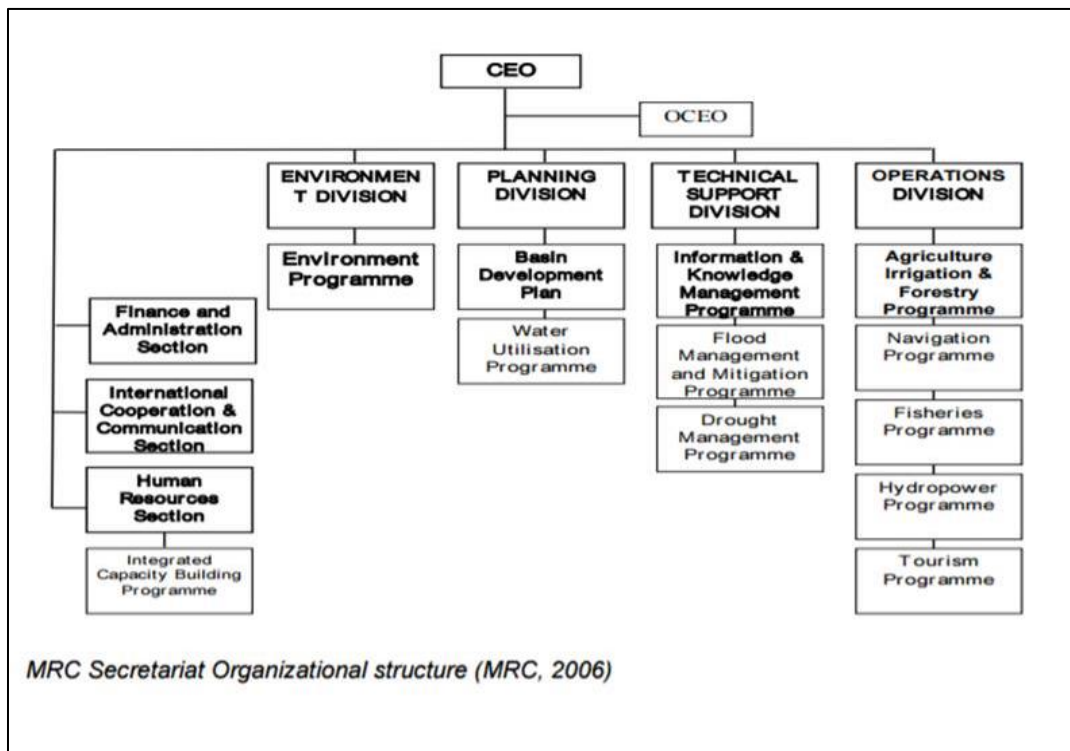 CEO
OCEO
ENVIRONMEN
T DIVISION
PLANNING
DIVISION
TECHNICAL
SUPPORT
DIVISION
OPERATIONS
DIVISION
Environment
Programme
Basin
Development
Plan
Information &
Knowledge
Management
Programme
Agriculture
Irrigation &
Forestry
Programme
Finance and
Administration
Section
Water
Utilisation
Programme
Flood
Management
and Mitigation
Programme
Navigation
Programme
International
Cooperation &
Communication
Section
Drought
Management
Programme
Fisheries
Programme
Human
Resources
Section
Hydropower
Programme
Integrated
Capacity Building
Programme
Tourism
Programme
MRC Secretariat Organizational structure (MRC, 2006)